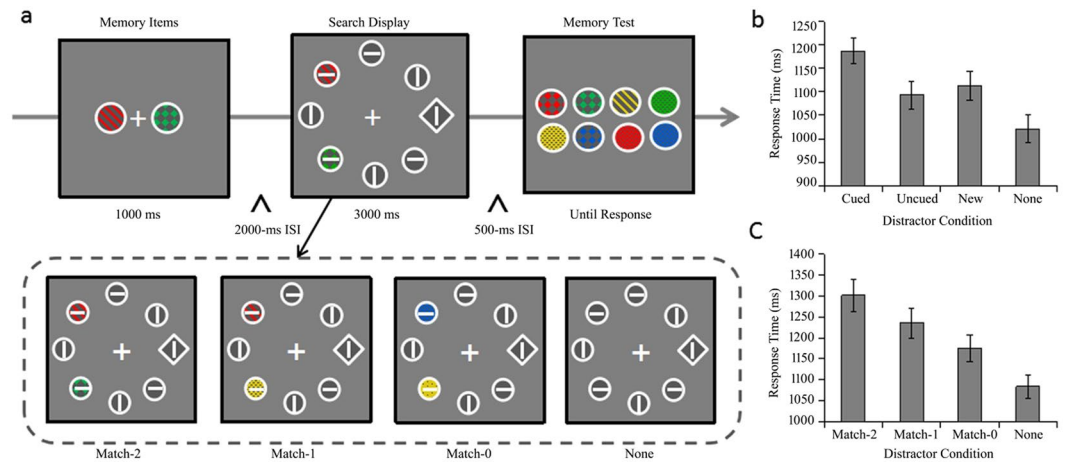 a
Memory Items
Search Display
Memory Test
1000 ms
2000-ms ISI
3000 ms
500-ms ISI
Until Response
Match-2
Match-1
Match-0
None
b
Response Time (ms)
1250
1200
1150
1100
1050
1000
950
900
Cued
Uncued
New
None
Distractor Condition
C
Response Time (ms)
1400
1300
1200
1100
1050
1000
Match-2
Match-1
Match-0
None
Distractor Condition